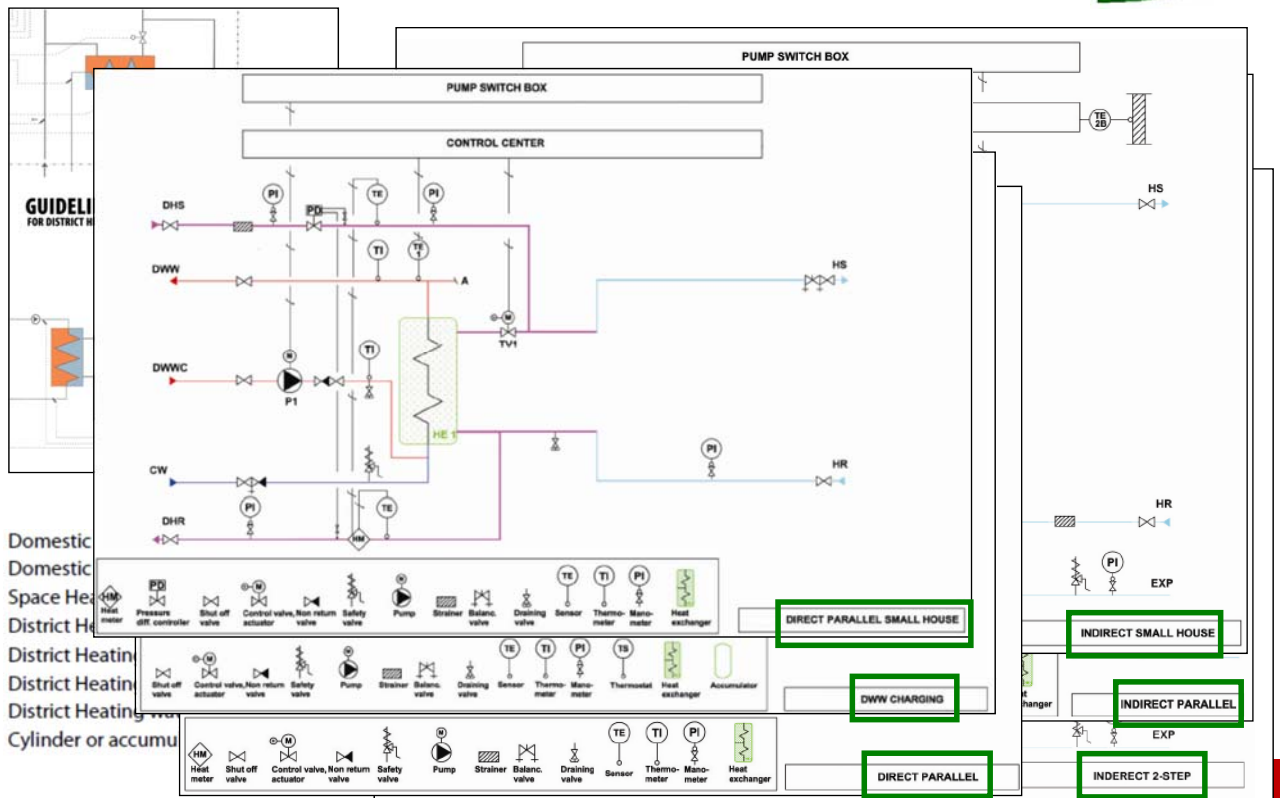 PUMP SWITCH BOX
TE
2B
HS
HR
PI
EXP
INDIRECT SMALL HOUSE
GUIDELI
FOR DISTRICT H
PUMP SWITCH BOX
CONTROL CENTER
PI
TE
PI
DHS
PD
TI
TE
1
DWW
A
HS
M
TV1
TI
DWWC
P1
HE 1
PI
CW
HR
PI
TE
DHR
HM
HM
Heat
meter
PD
Pressure
diff. controller
Shut off
valve
M
Control valve,
actuator
Non return
valve
Safety
valve
Pump
Strainer
Balanc.
valve
Draining
valve
TE
Sensor
TI
Thermo-
meter
PI
Mano-
meter
Heat
exchanger
DIRECT PARALLEL SMALL HOUSE
Domestic
Domestic
Space Hea
District He
District Heating
District Heating
District Heating wat
Cylinder or accumu
Shut off
valve
M
Control valve,
actuator
Non return
valve
Safety
valve
Pump
Strainer
Balanc.
valve
Draining
valve
TE
Sensor
TI
Thermo-
meter
PI
Mano-
meter
TS
Thermostat
Heat
exchanger
Accumulator
DWW CHARGING
hanger
INDIRECT PARALLEL
EXP
HM
Heat
meter
Shut off
valve
M
Control valve,
actuator
Non return
valve
Safety
valve
Pump
Strainer
Balanc.
valve
Draining
valve
TE
Sensor
TI
Thermo-
meter
PI
Mano-
meter
Heat
exchanger
DIRECT PARALLEL
INDERECT 2-STEP